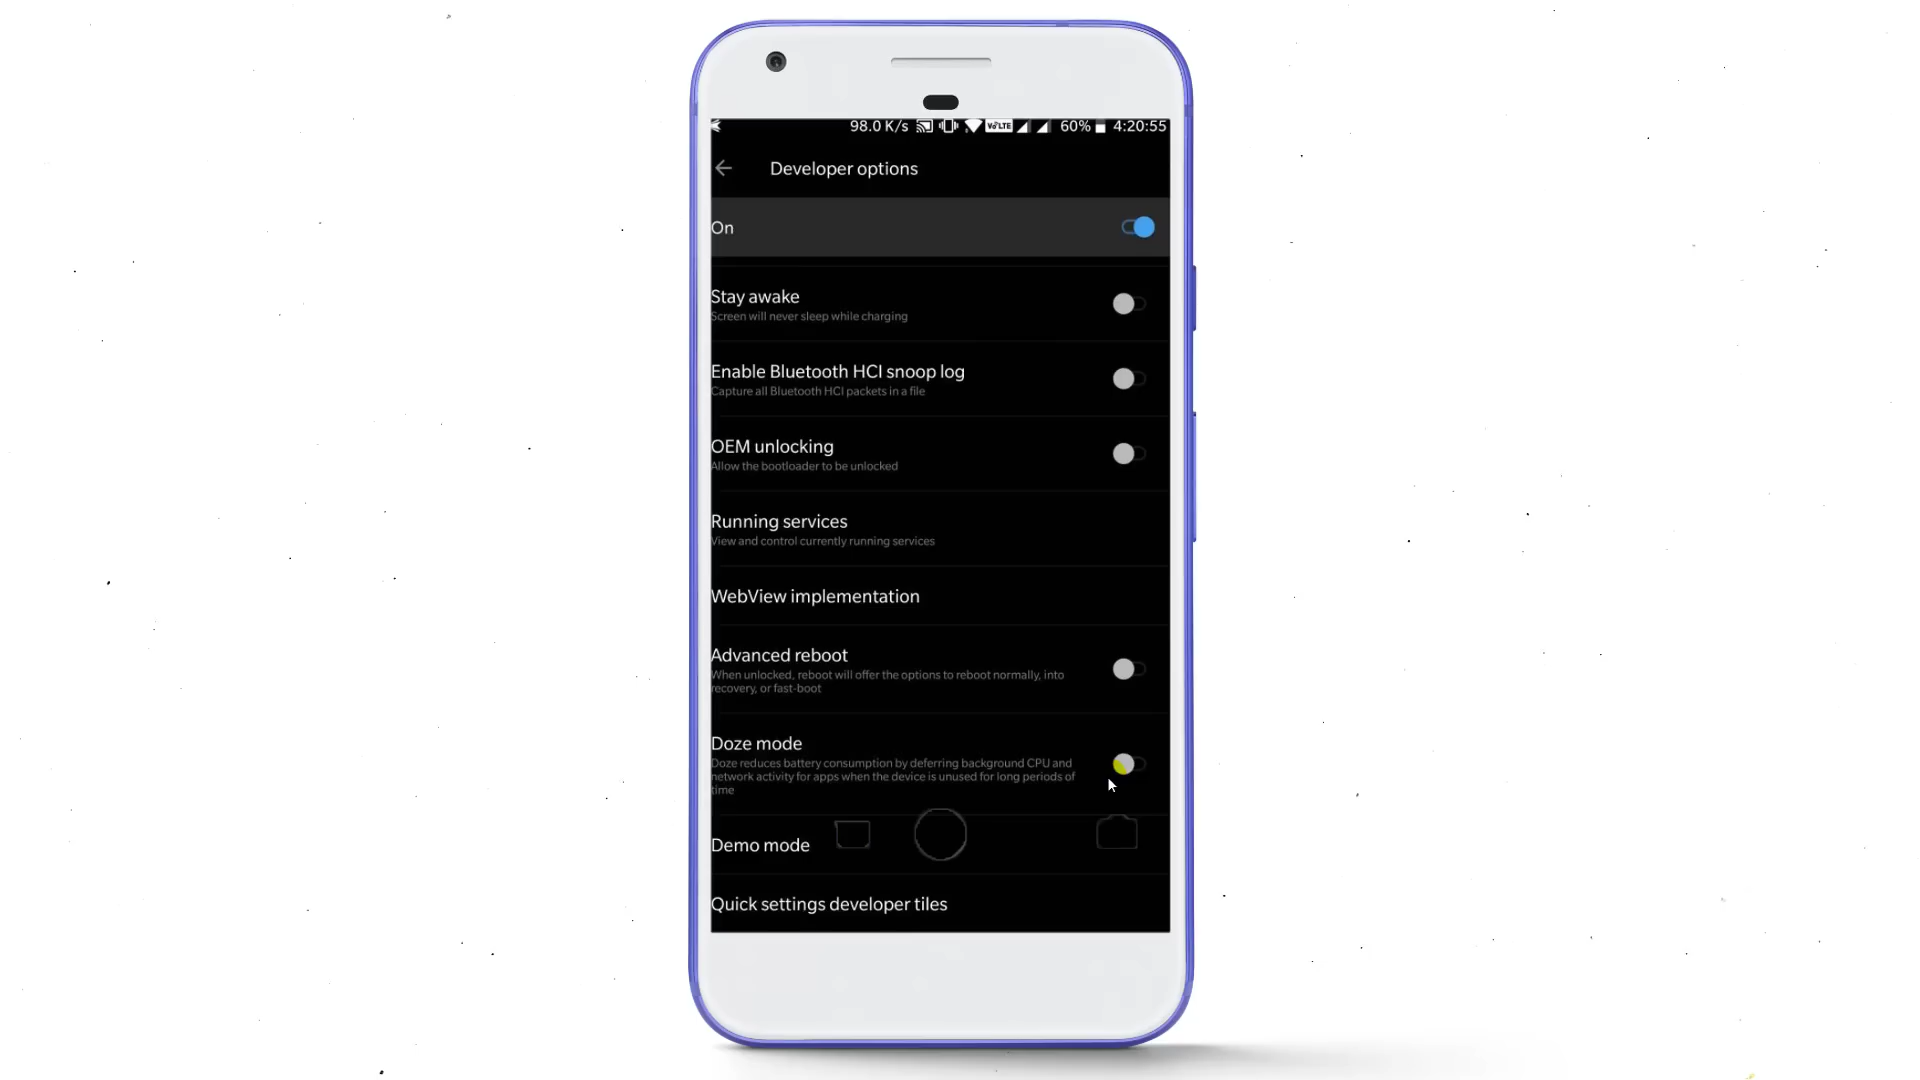 98.0 K/s VoLTE 60% 4:20:55
Developer options
On
Stay awake
Screen will never sleep while charging
Enable Bluetooth HCI snoop log
Capture all Bluetooth HCI packets in a file
OEM unlocking
Allow the bootloader to be unlocked
Running services
View and control currently running services
WebView implementation
Advanced reboot
When unlocked, reboot will offer the options to reboot normally, into
recovery, or fast-boot
Doze mode
Doze reduces battery consumption by deferring background CPU and
network activity for apps when the device is unused for long periods of
time
Demo mode
Quick settings developer tiles